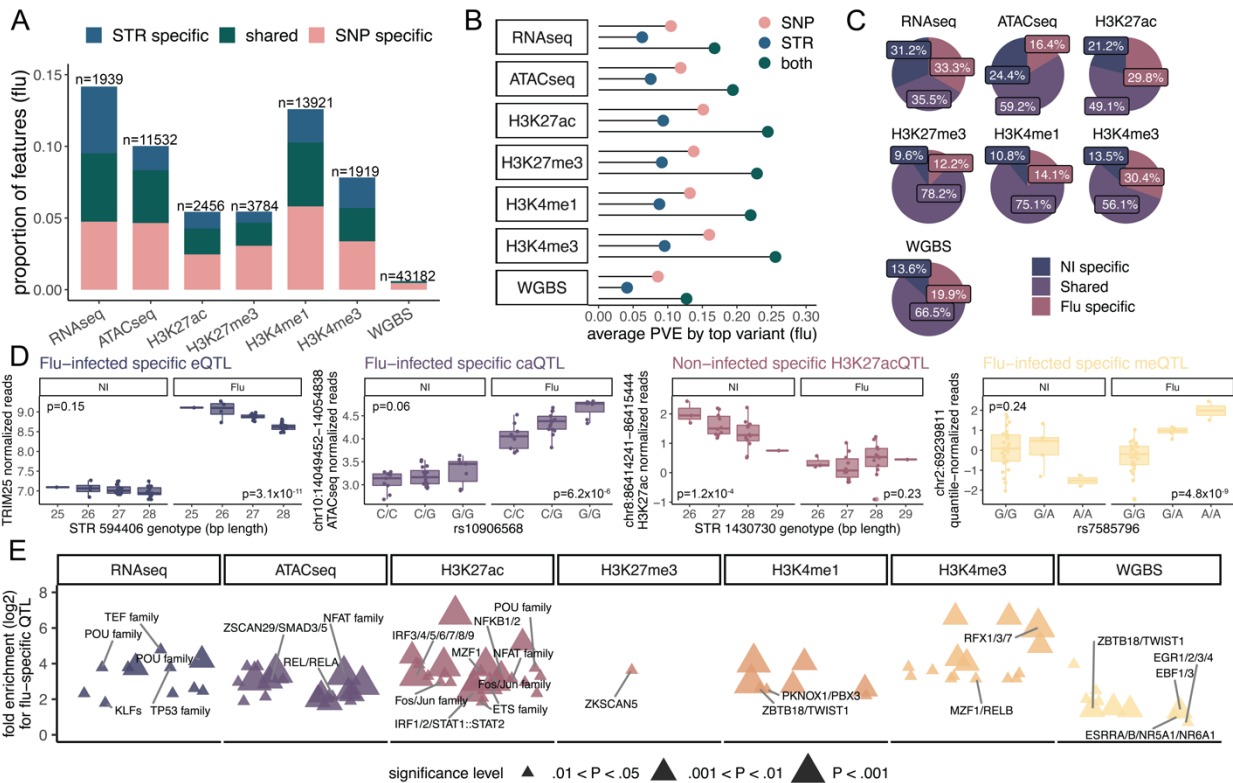 A
STR specific shared SNP specific
proportion of features (flu)
0.15
0.10
0.05
0.00
n=1939
n=11532
n=2456
n=3784
n=13921
n=1919
n=43182
RNAseq
ATACseq
H3K27ac
H3K27me3
H3K4me1
H3K4me3
WGBS
B
SNP
STR
both
RNAseq
ATACseq
H3K27ac
H3K27me3
H3K4me1
H3K4me3
WGBS
0.00 0.05 0.10 0.15 0.20 0.25 0.30
average PVE by top variant (flu)
C
RNAseq ATACseq H3K27ac
31.2% 33.3% 35.5%
24.4% 16.4% 59.2%
21.2% 29.8% 49.1%
H3K27me3 H3K4me1 H3K4me3
9.6% 12.2% 78.2%
10.8% 14.1% 75.1%
13.5% 30.4% 56.1%
WGBS
13.6% 19.9% 66.5%
NI specific
Shared
Flu specific
D
Flu−infected specific eQTL
NI Flu
TRIM25 normalized reads
9.0
8.5
8.0
7.5
7.0
p=0.15
p=3.1x10⁻¹¹
25 26 27 28 25 26 27 28
STR 594406 genotype (bp length)
Flu−infected specific caQTL
NI Flu
chr10:14049452−14054838
ATACseq normalized reads
4.5
4.0
3.5
3.0
p=0.06
p=6.2x10⁻⁶
C/C C/G G/G C/C C/G G/G
rs10906568
Non−infected specific H3K27acQTL
NI Flu
chr8:86414241−86415444
H3K27ac normalized reads
2
1
0
−1
p=1.2x10⁻⁴
p=0.23
26 27 28 29 26 27 28 29
STR 1430730 genotype (bp length)
Flu−infected specific meQTL
NI Flu
chr2:69239811
quantile−normalized reads
2
1
0
−1
−2
p=0.24
p=4.8x10⁻⁹
G/G G/A A/A G/G G/A A/A
rs7585796
E
RNAseq ATACseq H3K27ac H3K27me3 H3K4me1 H3K4me3 WGBS
fold enrichment (log2)
for flu−specific QTL
8
6
4
2
0
TEF family
POU family
POU family
KLFs
TP53 family
ZSCAN29/SMAD3/5
NFAT family
REL/RELA
IRF3/4/5/6/7/8/9
NFKB1/2
POU family
MZF1
NFAT family
Fos/Jun family
Fos/Jun family
ETS family
IRF1/2/STAT1::STAT2
ZKSCAN5
PKNOX1/PBX3
ZBTB18/TWIST1
RFX1/3/7
MZF1/RELB
ZBTB18/TWIST1
EGR1/2/3/4
EBF1/3
ESRRA/B/NR5A1/NR6A1
significance level .01 < P < .05 .001 < P < .01 P < .001